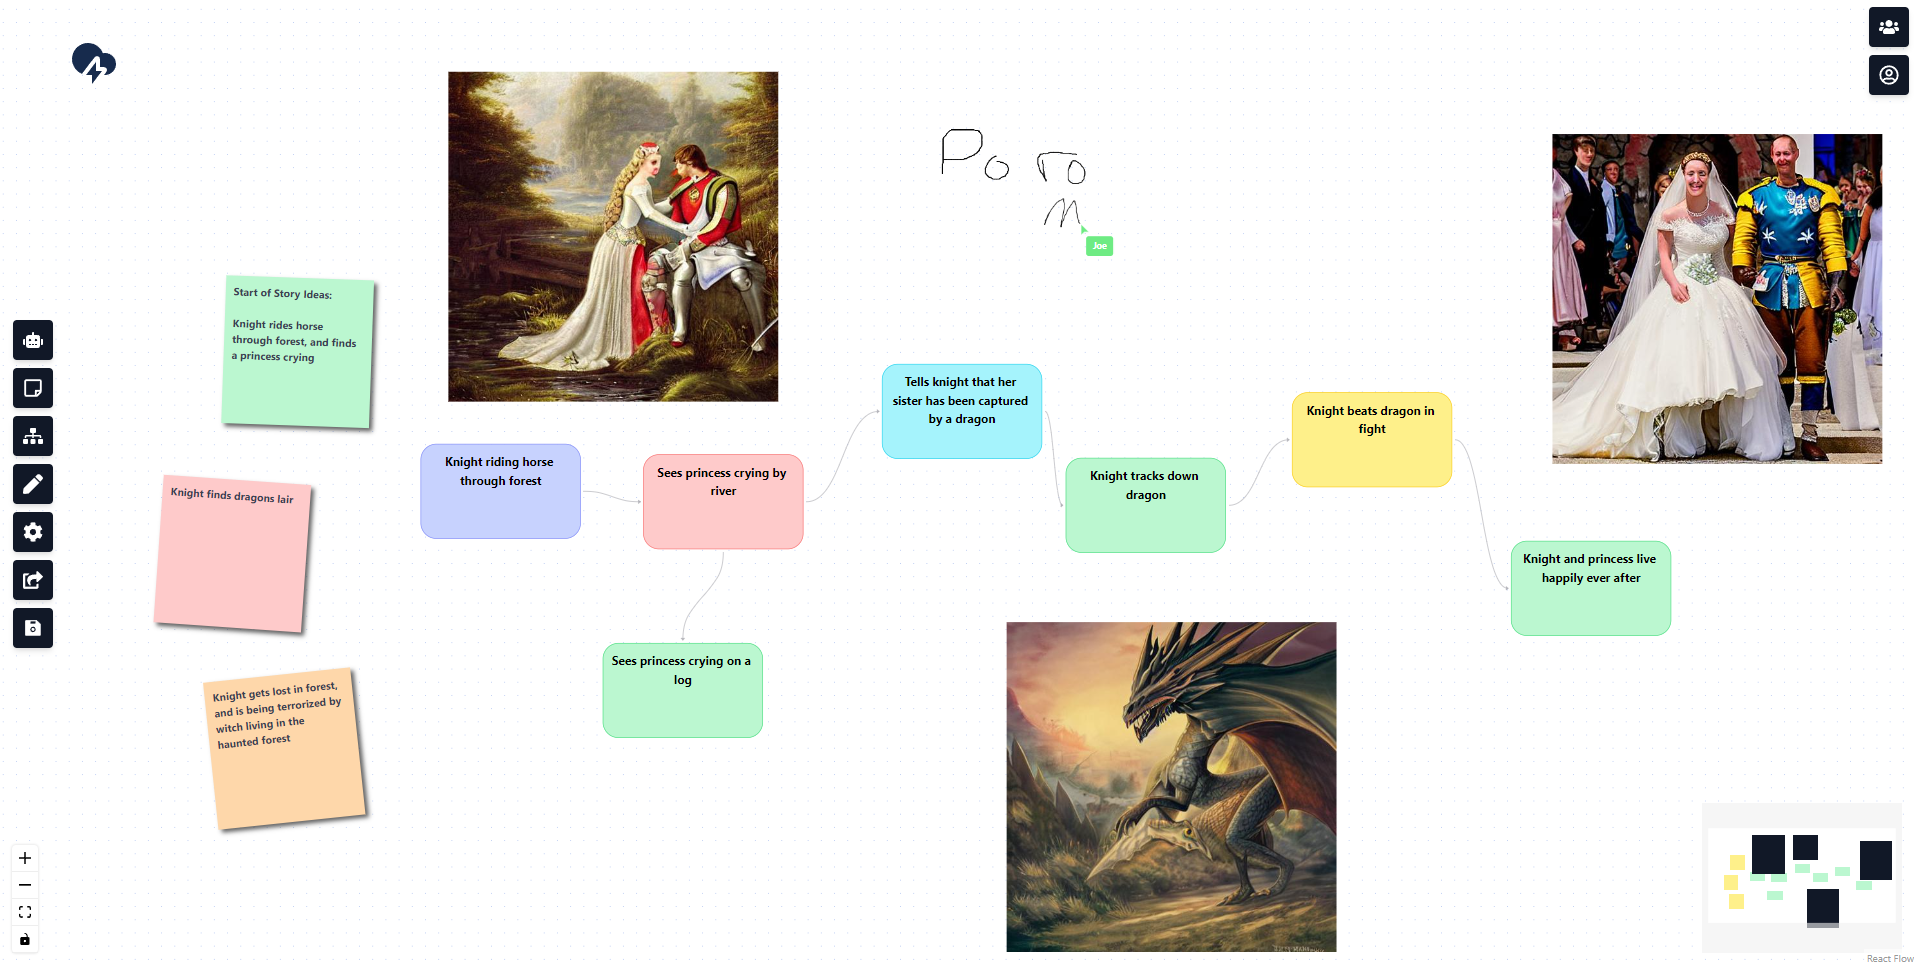 Po To
M
Joe
Start of Story Ideas:
Knight rides horse
through forest, and finds
a princess crying
Knight finds dragons lair
Knight gets lost in forest,
and is being terrorized by
witch living in the
haunted forest
Knight riding horse
through forest
Sees princess crying by
river
Sees princess crying on a
log
Tells knight that her
sister has been captured
by a dragon
Knight tracks down
dragon
Knight beats dragon in
fight
Knight and princess live
happily ever after
React Flow